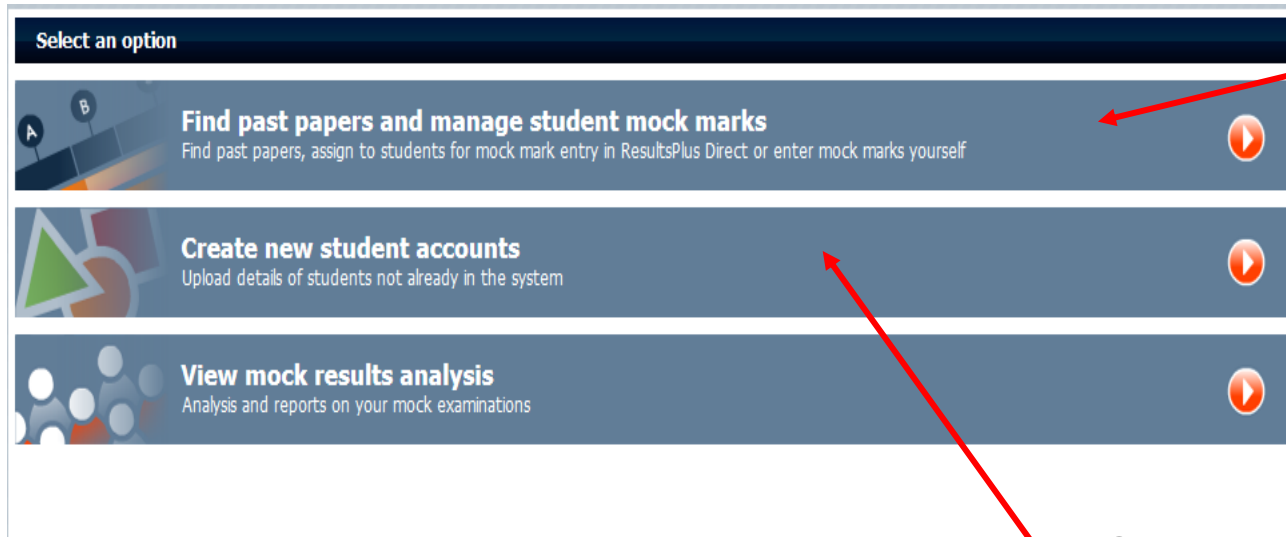 Select an option
A
B
Find past papers and manage student mock marks
Find past papers, assign to students for mock mark entry in ResultsPlus Direct or enter mock marks yourself
Create new student accounts
Upload details of students not already in the system
View mock results analysis
Analysis and reports on your mock examinations